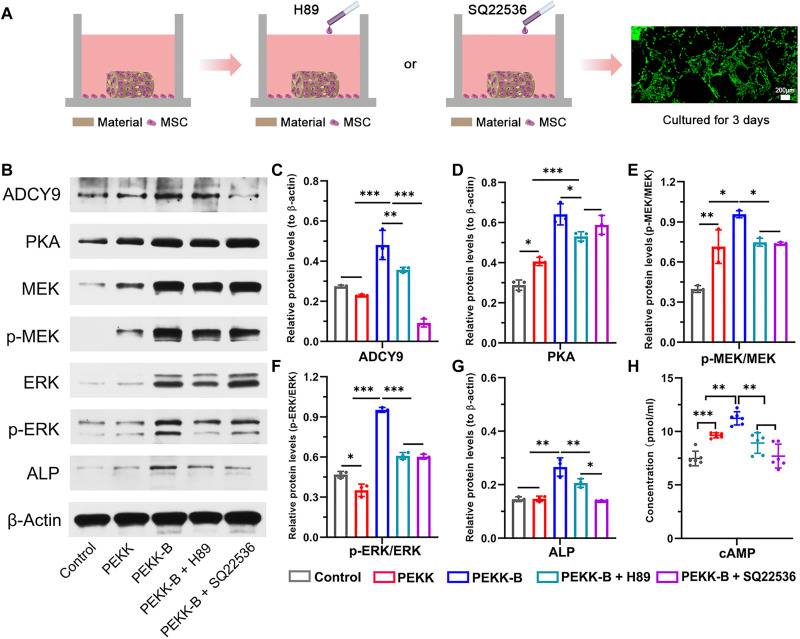 A
H89
SQ22536
or
200μm
Material MSC
Material MSC
Material MSC
Cultured for 3 days
B
ADCY9
PKA
MEK
p-MEK
ERK
p-ERK
ALP
β-Actin
Control
PEKK
PEKK-B
PEKK-B + H89
PEKK-B + SQ22536
C
Relative protein levels (to β-actin)
0.8
0.6
0.4
0.2
0.0
***
***
**
ADCY9
D
Relative protein levels (to β-actin)
0.8
0.6
0.4
0.2
0.0
***
*
*
PKA
E
Relative protein levels (p-MEK/MEK)
1.2
0.9
0.6
0.3
0.0
*
*
**
p-MEK/MEK
F
Relative protein levels (p-ERK/ERK)
1.2
0.9
0.6
0.3
0.0
***
***
*
p-ERK/ERK
G
Relative protein levels (to β-actin)
0.6
0.4
0.2
0.0
**
**
*
ALP
H
Concentration (pmol/ml)
15
10
5
0
**
**
***
cAMP
Control PEKK PEKK-B PEKK-B + H89 PEKK-B + SQ22536